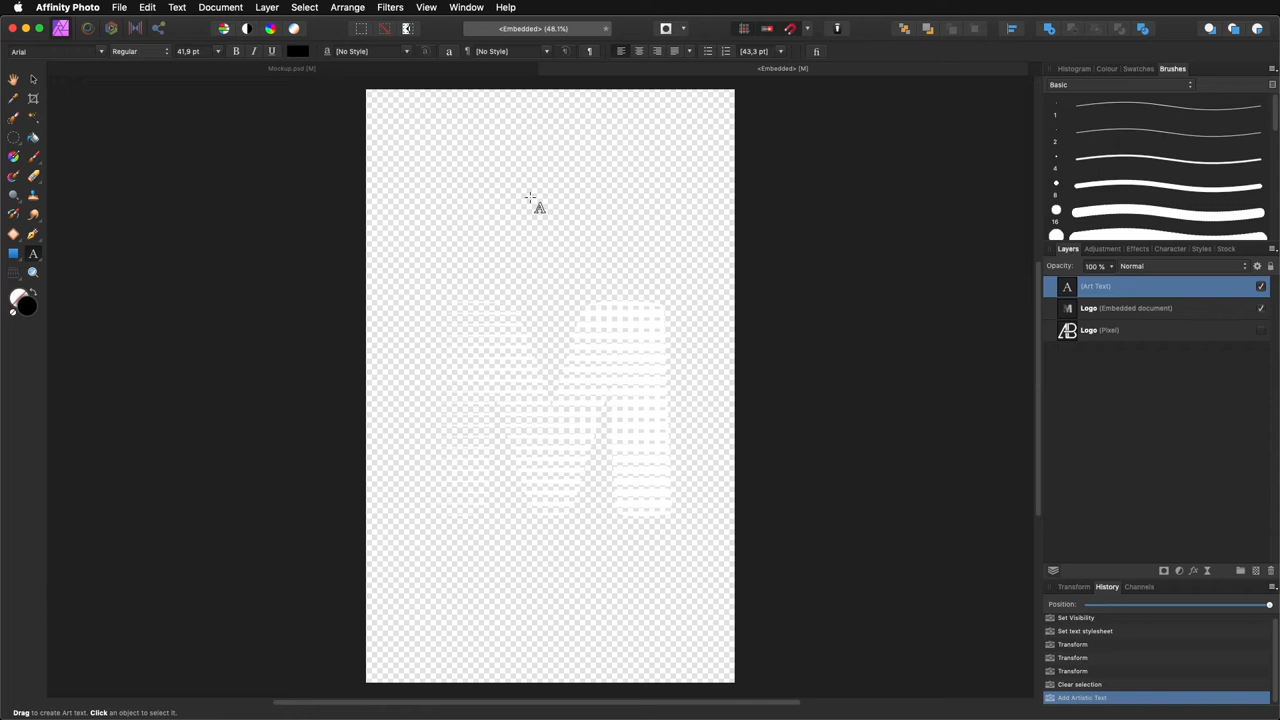 Affinity Photo File Edit Text Document Layer Select Arrange Filters View Window Help
<Embedded> (48.1%)
Arial Regular 41,9 pt B I U a [No Style] a ¶ [No Style] ¶ [43,3 pt] fi
Mockup.psd [M] <Embedded> [M]
Histogram Colour Swatches Brushes
Basic
1
2
4
8
16
Layers Adjustment Effects Character Styles Stock
Opacity: 100 % Normal
A (Art Text)
M Logo (Embedded document)
AB Logo (Pixel)
Transform History Channels
Position:
Set Visibility
Set text stylesheet
Transform
Transform
Transform
Clear selection
Add Artistic Text
Drag to create Art text. Click an object to select it.